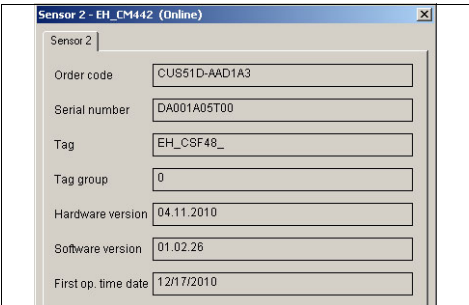 Sensor 2 - EH_CM442 (Online)
Sensor 2
Order code CUS51D-AAD1A3
Serial number DA001A05T00
Tag EH_CSF48_
Tag group 0
Hardware version 04.11.2010
Software version 01.02.26
First op. time date 12/17/2010